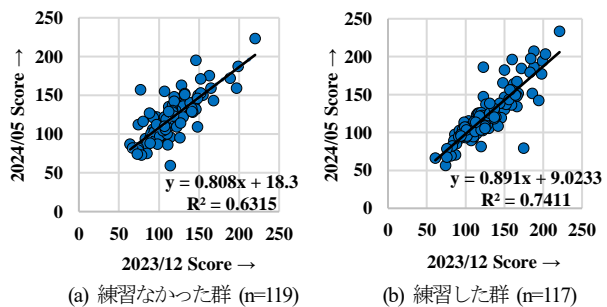 2024/05 Score →
250
200
150
100
50
0
y = 0.808x + 18.3
R² = 0.6315
0 50 100 150 200 250
2023/12 Score →
(a) 練習なかった群 (n=119)
2024/05 Score →
250
200
150
100
50
0
y = 0.891x + 9.0233
R² = 0.7411
0 50 100 150 200 250
2023/12 Score →
(b) 練習した群 (n=117)